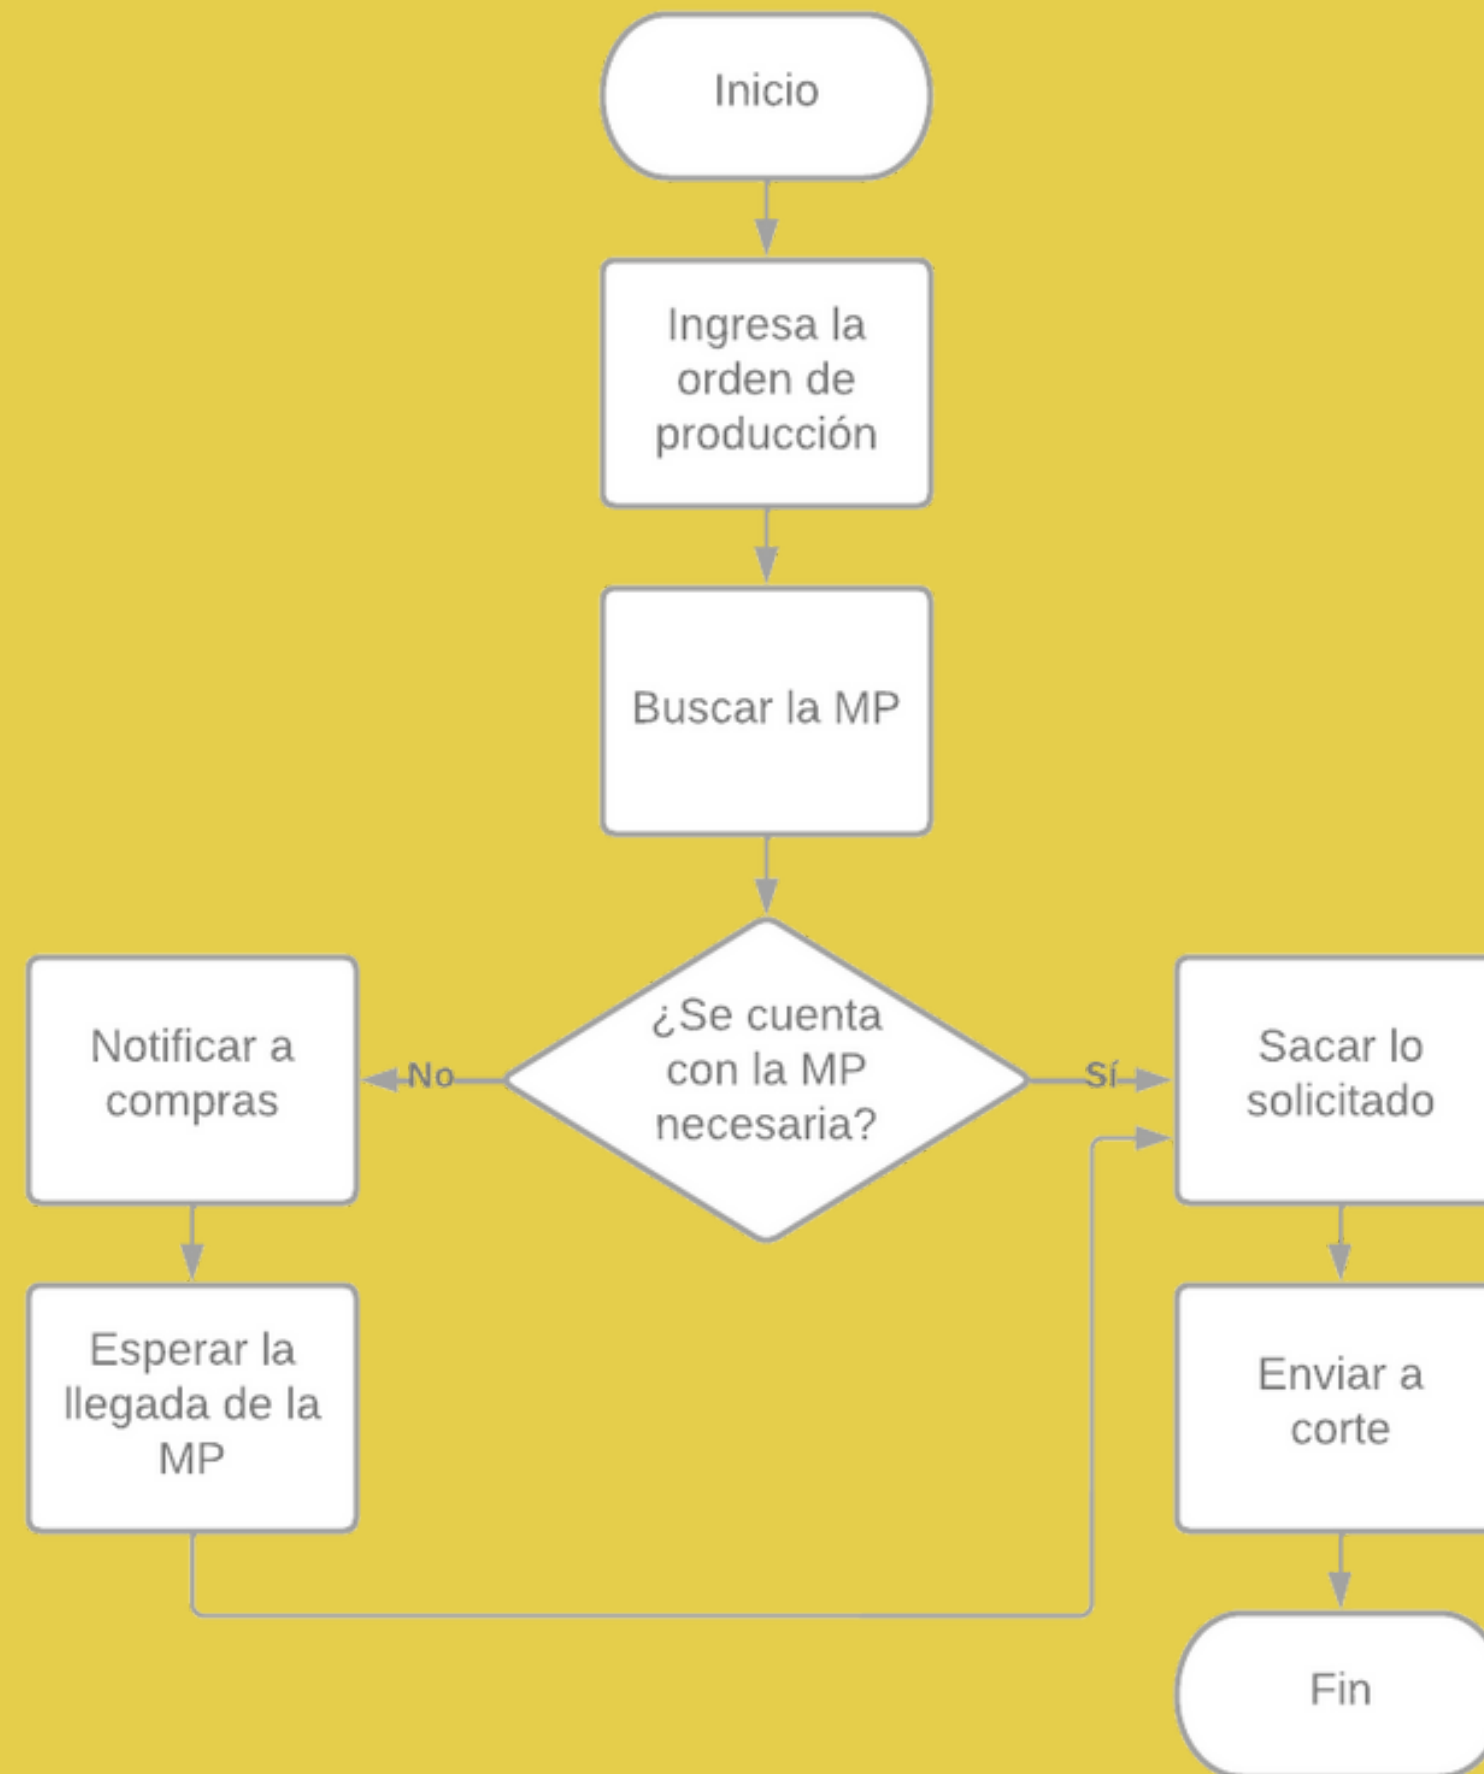 Inicio
Ingresa la
orden de
producción
Buscar la MP
¿Se cuenta
con la MP
necesaria?
No
Sí
Notificar a
compras
Esperar la
llegada de la
MP
Sacar lo
solicitado
Enviar a
corte
Fin